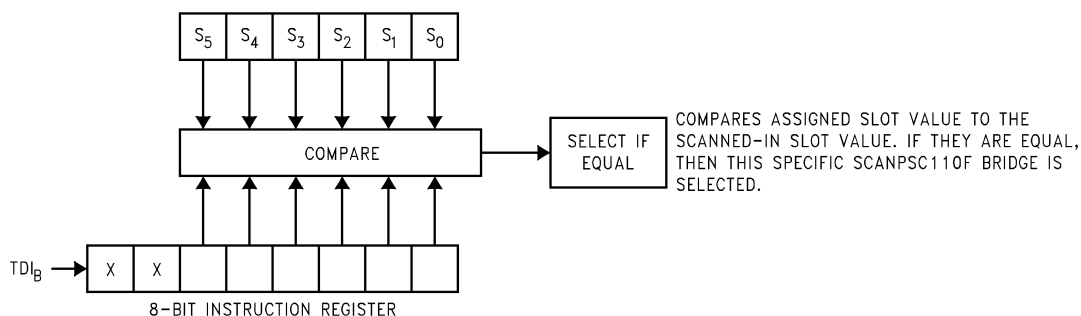 S5 S4 S3 S2 S1 S0
COMPARE
SELECT IF
EQUAL
COMPARES ASSIGNED SLOT VALUE TO THE
SCANNED-IN SLOT VALUE. IF THEY ARE EQUAL,
THEN THIS SPECIFIC SCANPSC110F BRIDGE IS
SELECTED.
TDIB X X
8-BIT INSTRUCTION REGISTER